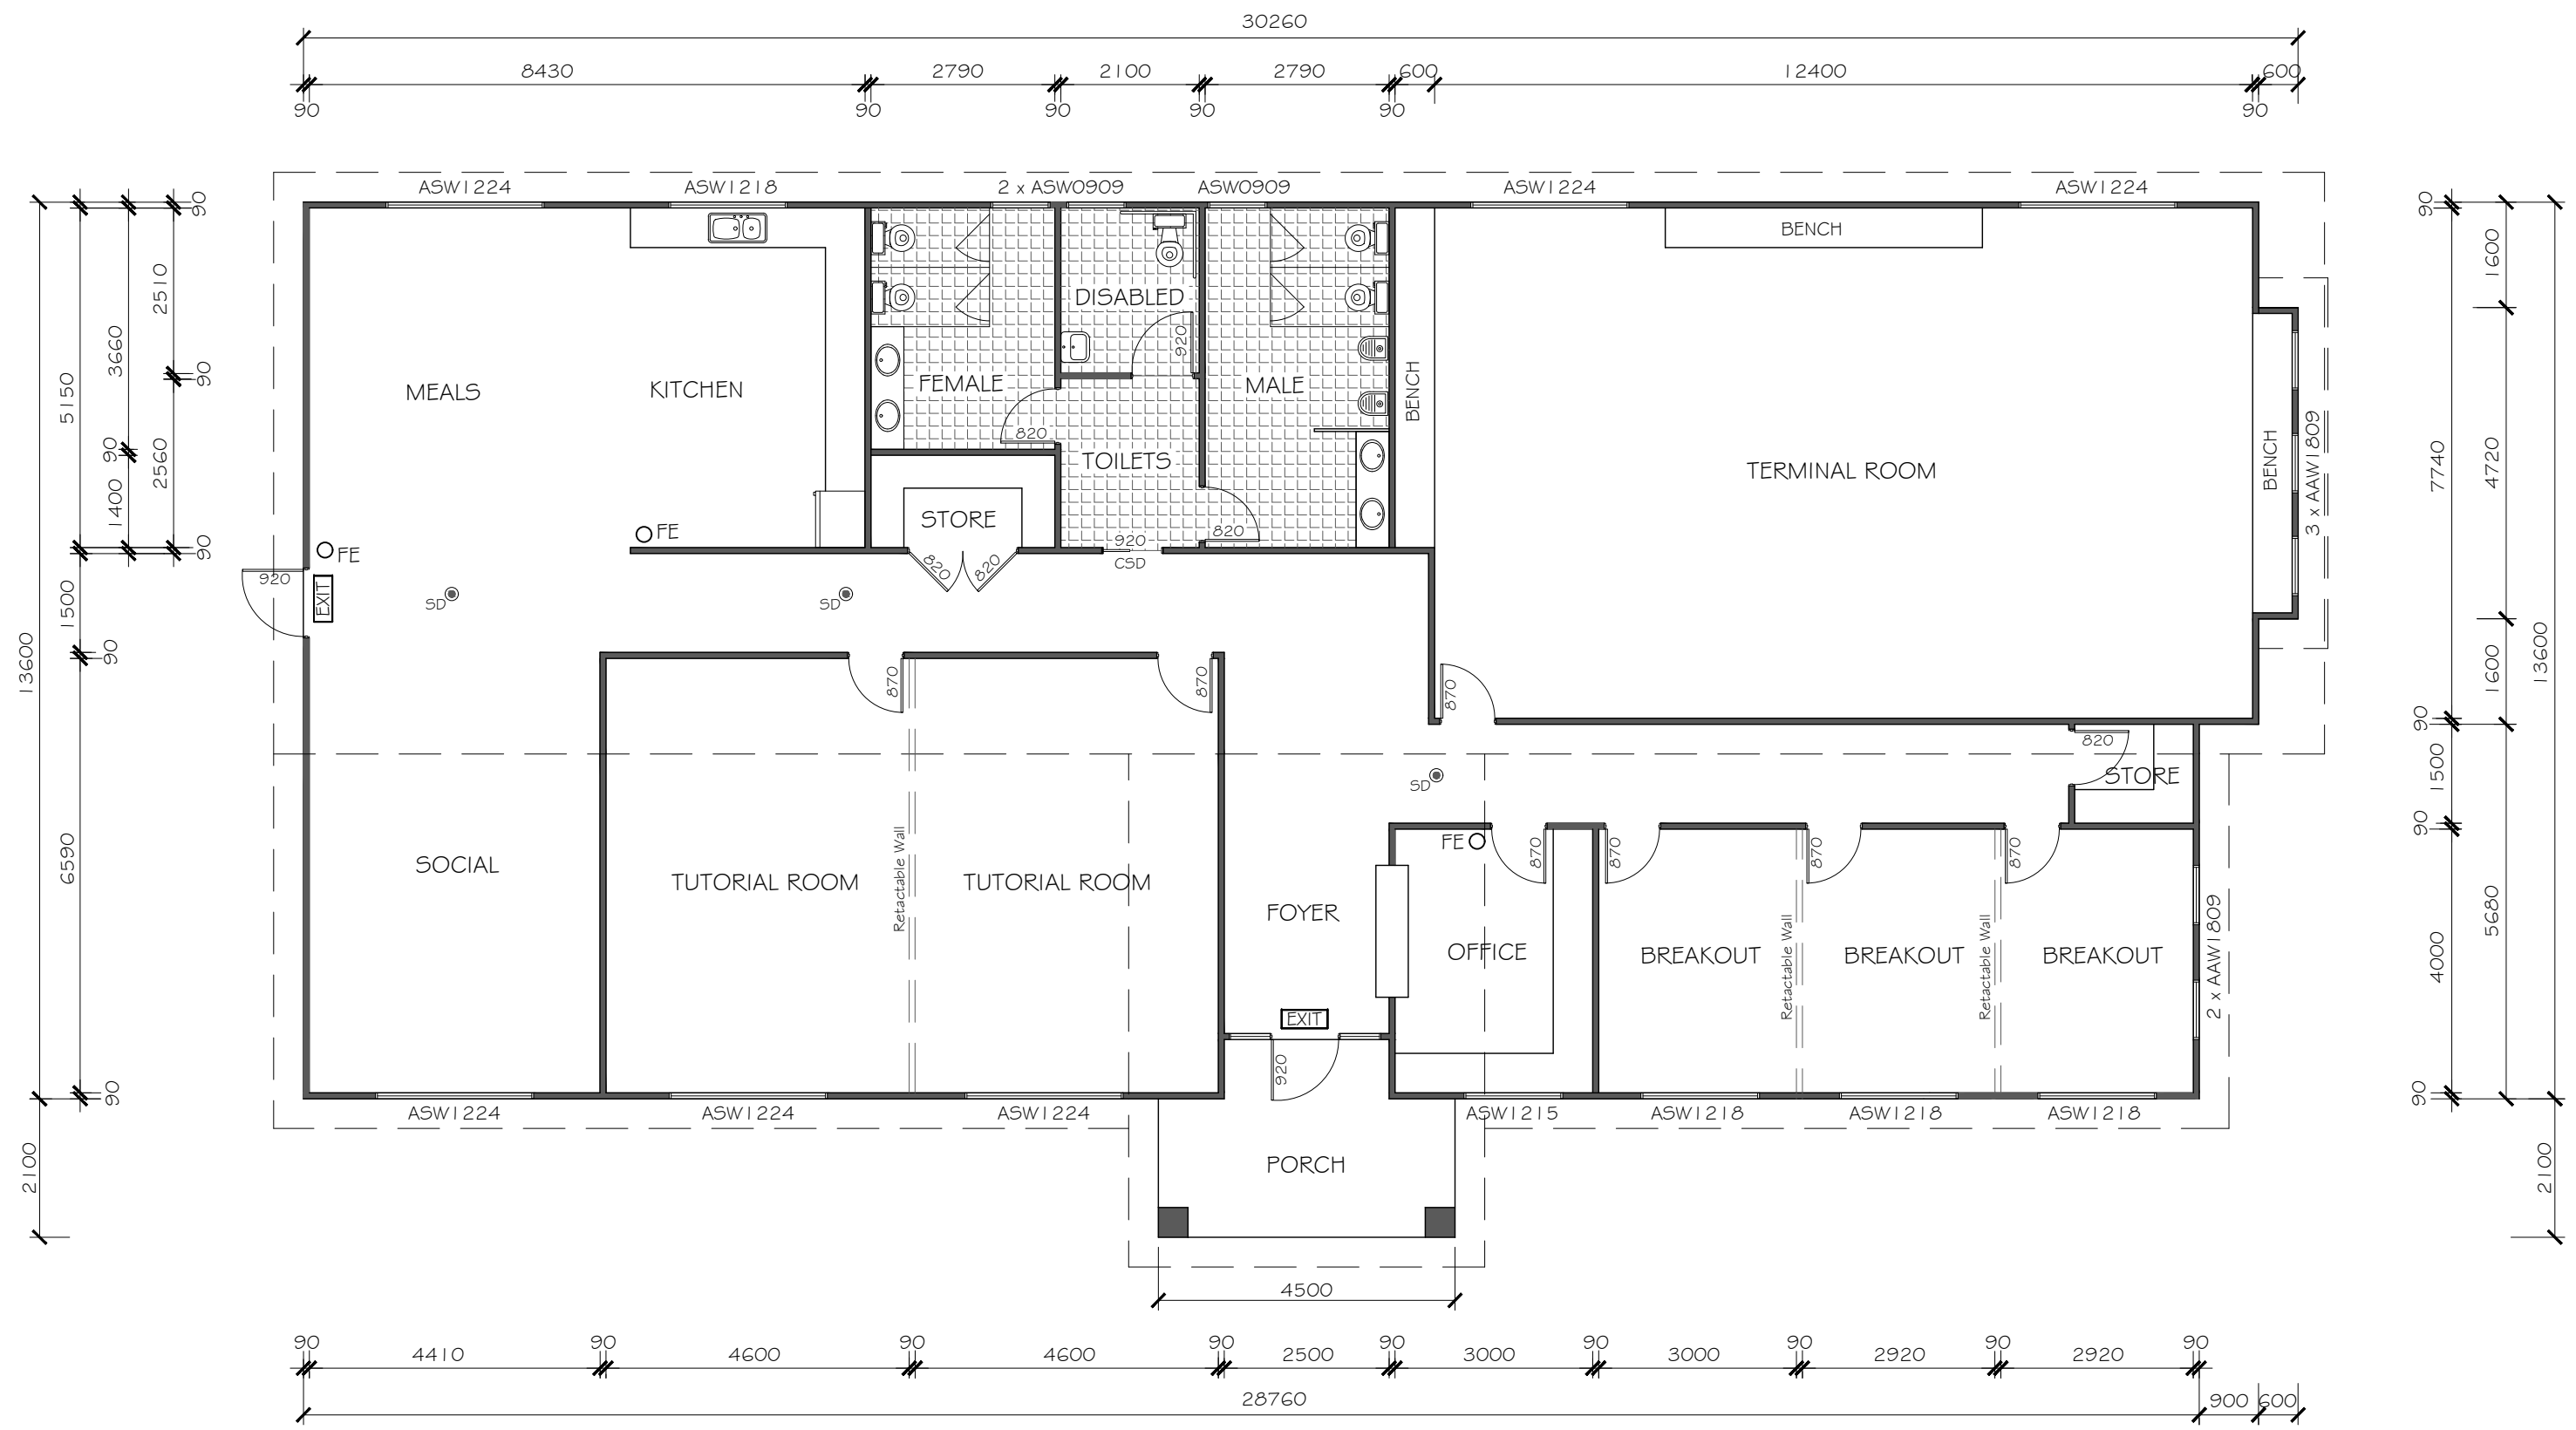 30260
8430
2790
2100
2790
600
12400
600
90
90
90
90
90
90
ASW1224
ASW1218
2 x ASW0909
ASW0909
ASW1224
ASW1224
13600
2100
5150
1500
90
6590
90
3660
90
1400
90
2510
90
2560
90
MEALS
KITCHEN
FEMALE
820
DISABLED
920
TOILETS
MALE
820
STORE
820
820
920
CSD
BENCH
BENCH
TERMINAL ROOM
BENCH
3 x AAW1809
FE
FE
920
EXIT
SD
SD
870
870
870
SD
820
STORE
SOCIAL
TUTORIAL ROOM
Retactable Wall
TUTORIAL ROOM
FOYER
EXIT
920
FE
870
OFFICE
870
BREAKOUT
Retactable Wall
870
BREAKOUT
Retactable Wall
870
BREAKOUT
2 x AAW1809
ASW1224
ASW1224
ASW1224
ASW1215
ASW1218
ASW1218
ASW1218
PORCH
4500
90
7740
90
1500
90
4000
90
1600
4720
1600
5680
13600
2100
90
90
90
90
90
90
90
90
90
4410
4600
4600
2500
3000
3000
2920
2920
28760
900
600